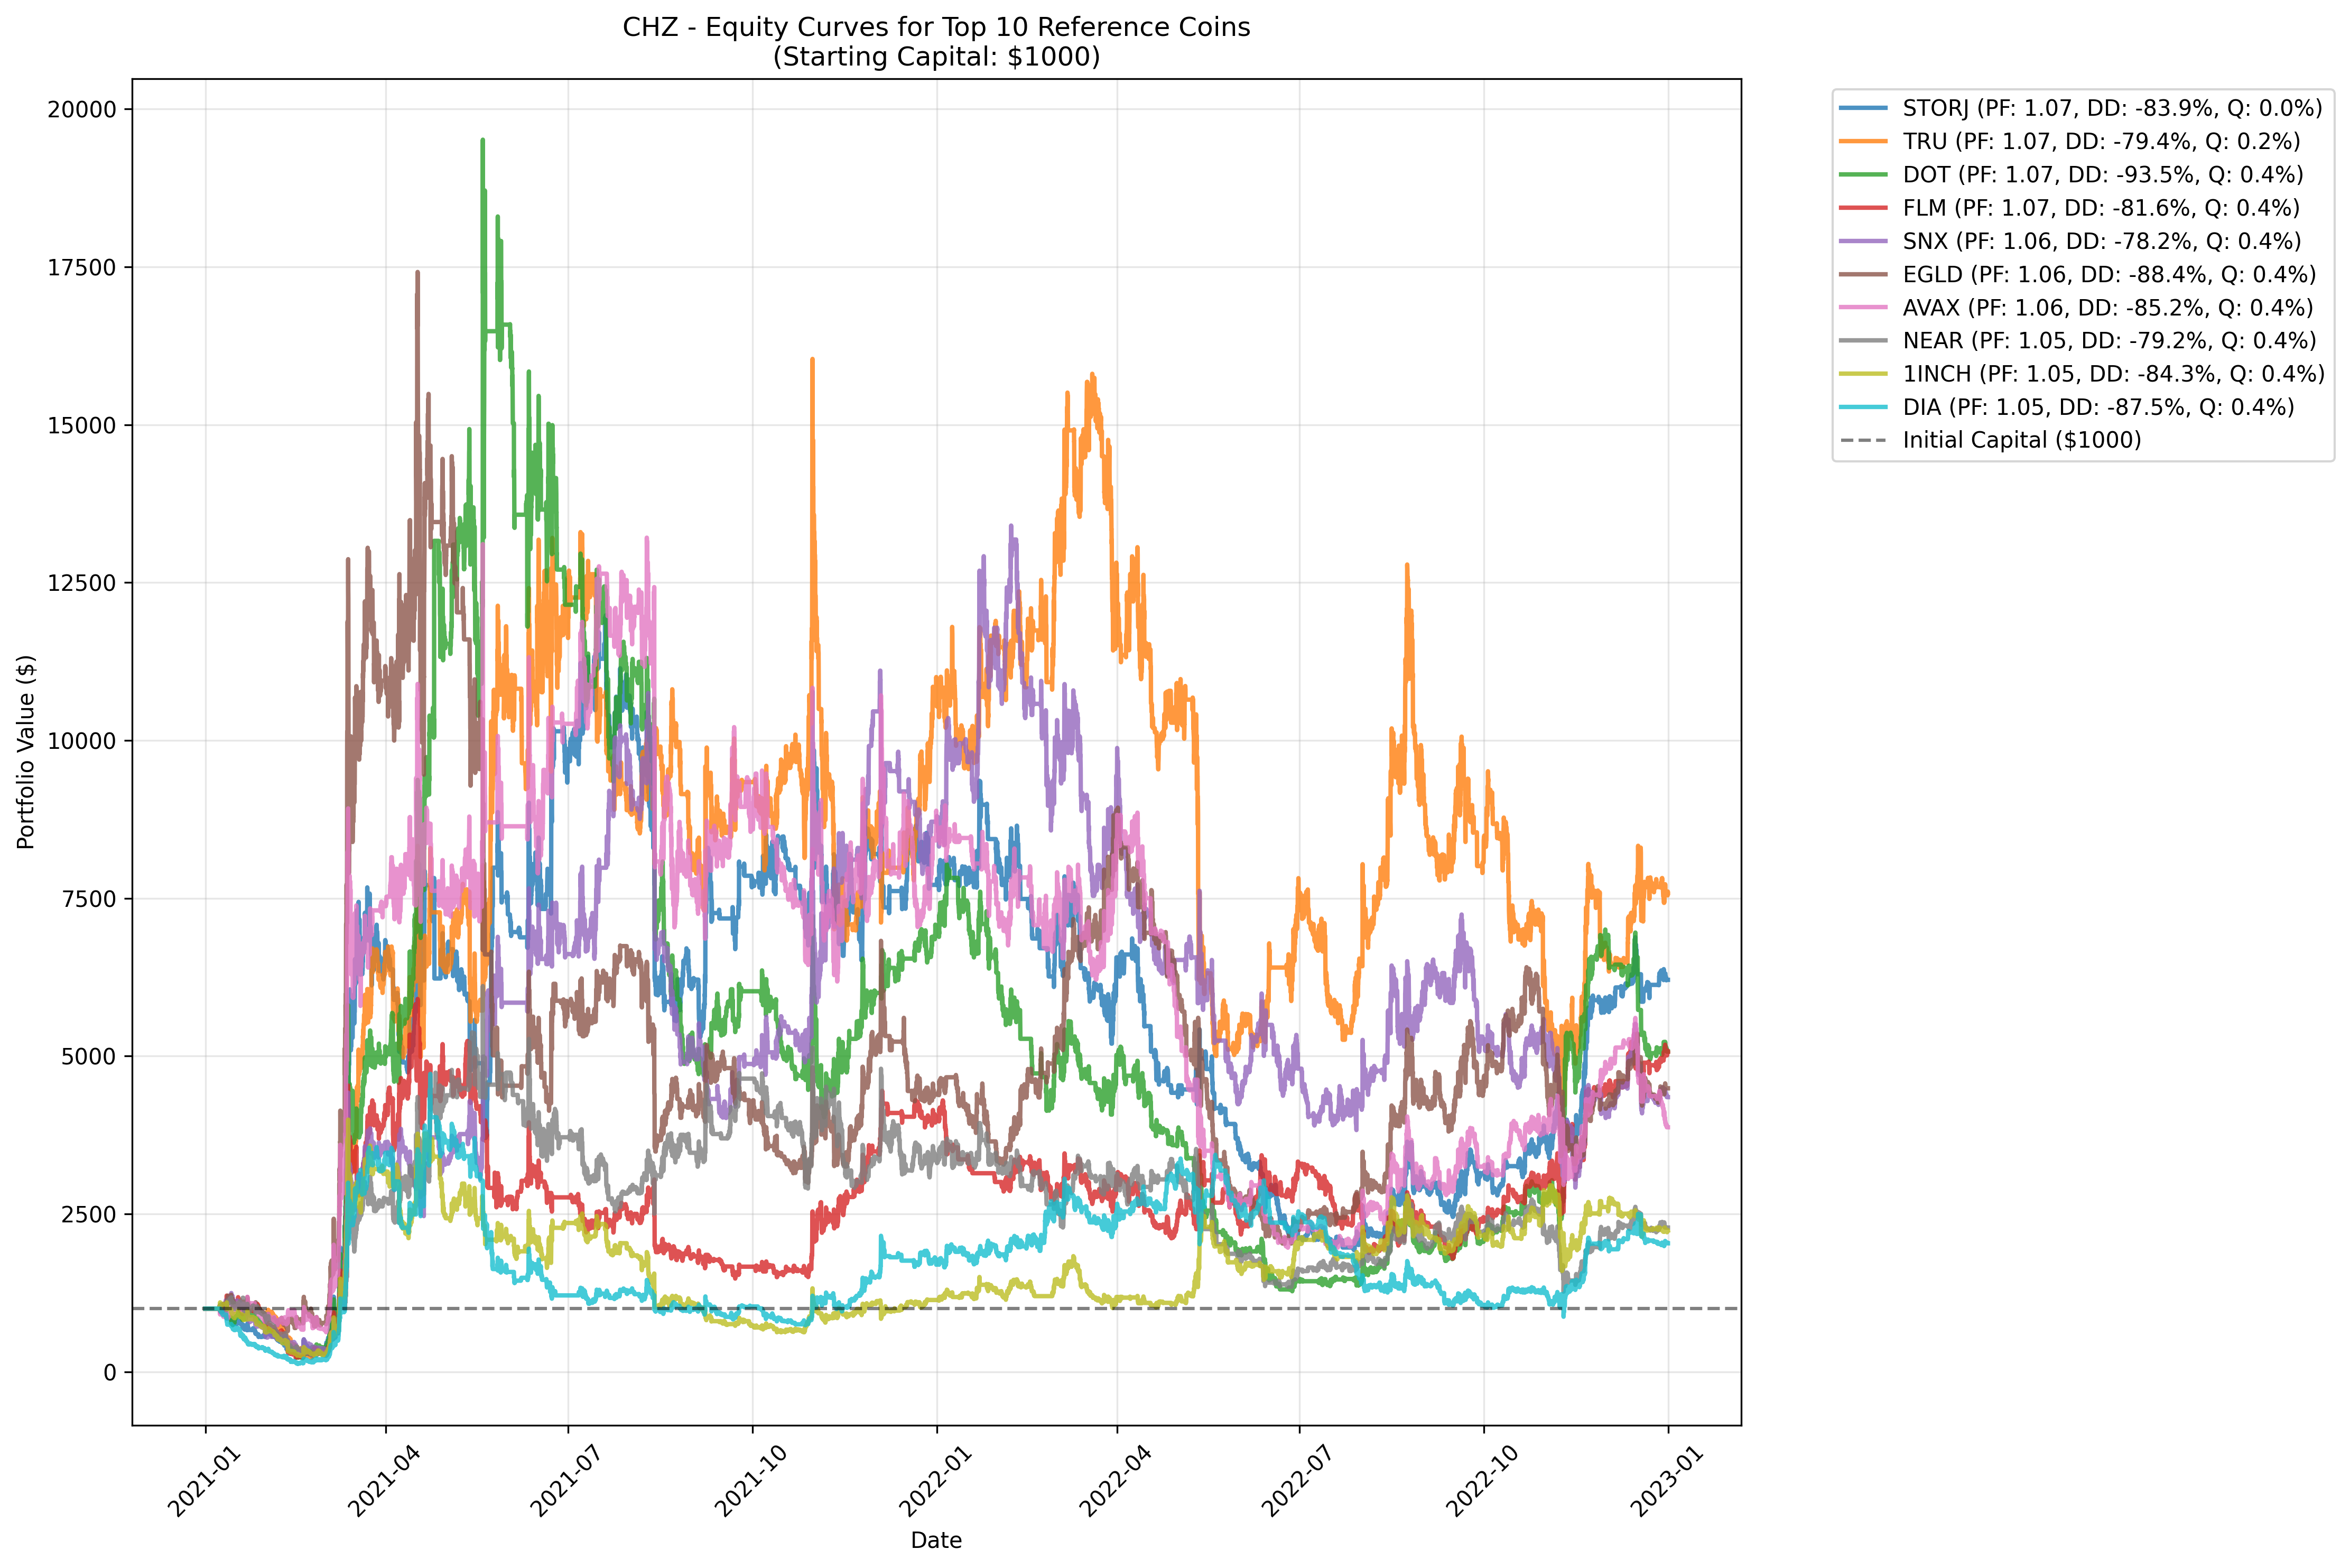 CHZ - Equity Curves for Top 10 Reference Coins
(Starting Capital: $1000)
Portfolio Value ($)
20000
17500
15000
12500
10000
7500
5000
2500
0
2021-01
2021-04
2021-07
2021-10
2022-01
2022-04
2022-07
2022-10
2023-01
Date
STORJ (PF: 1.07, DD: -83.9%, Q: 0.0%)
TRU (PF: 1.07, DD: -79.4%, Q: 0.2%)
DOT (PF: 1.07, DD: -93.5%, Q: 0.4%)
FLM (PF: 1.07, DD: -81.6%, Q: 0.4%)
SNX (PF: 1.06, DD: -78.2%, Q: 0.4%)
EGLD (PF: 1.06, DD: -88.4%, Q: 0.4%)
AVAX (PF: 1.06, DD: -85.2%, Q: 0.4%)
NEAR (PF: 1.05, DD: -79.2%, Q: 0.4%)
1INCH (PF: 1.05, DD: -84.3%, Q: 0.4%)
DIA (PF: 1.05, DD: -87.5%, Q: 0.4%)
Initial Capital ($1000)